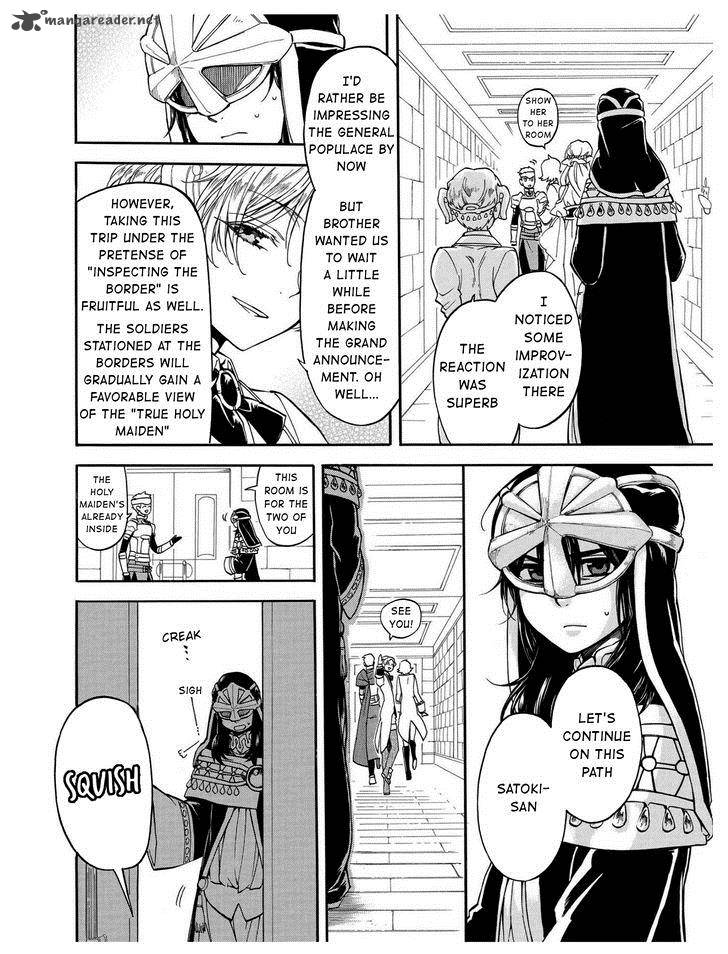 mangareader.net
SHOW
HER
TO HER
ROOM
I
NOTICED
SOME
IMPROV-
IZATION
THERE
THE
REACTION
WAS
SUPERB
I'D
RATHER BE
IMPRESSING
THE GENERAL
POPULACE BY
NOW
BUT
BROTHER
WANTED US
TO WAIT
A LITTLE
WHILE
BEFORE
MAKING
THE GRAND
ANNOUNCE-
MENT. OH
WELL...
HOWEVER,
TAKING THIS
TRIP UNDER THE
PRETENSE OF
"INSPECTING THE
BORDER" IS
FRUITFUL AS WELL.
THE SOLDIERS
STATIONED AT THE
BORDERS WILL
GRADUALLY GAIN A
FAVORABLE VIEW
OF THE "TRUE HOLY
MAIDEN"
LET'S
CONTINUE
ON THIS
PATH
SATOKI-
SAN
SEE
YOU!
THIS
ROOM IS
FOR THE
TWO OF
YOU
THE
HOLY
MAIDEN'S
ALREADY
INSIDE
CREAK
SIGH
SQUISH